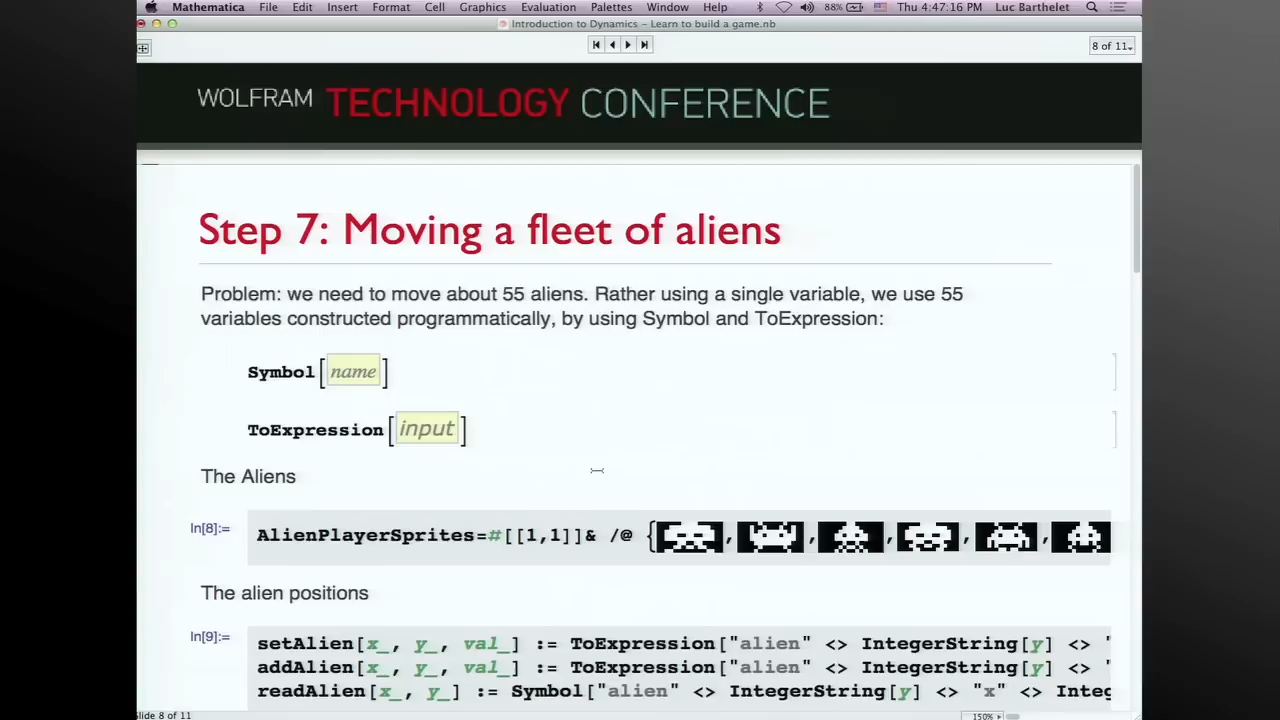 Mathematica File Edit Insert Format Cell Graphics Evaluation Palettes Window Help 88% Thu 4:47:16 PM Luc Barthelet
Introduction to Dynamics – Learn to build a game.nb
8 of 11
WOLFRAM TECHNOLOGY CONFERENCE
Step 7: Moving a fleet of aliens
Problem: we need to move about 55 aliens. Rather using a single variable, we use 55
variables constructed programmatically, by using Symbol and ToExpression:
Symbol[name]
ToExpression[input]
The Aliens
In[8]:= AlienPlayerSprites=#[[1,1]]& /@ { , , , , ,
The alien positions
In[9]:= setAlien[x_, y_, val_] := ToExpression["alien" <> IntegerString[y] <> "
addAlien[x_, y_, val_] := ToExpression["alien" <> IntegerString[y] <> "
readAlien[x_, y_] := Symbol["alien" <> IntegerString[y] <> "x" <> Integ
Slide 8 of 11 150%